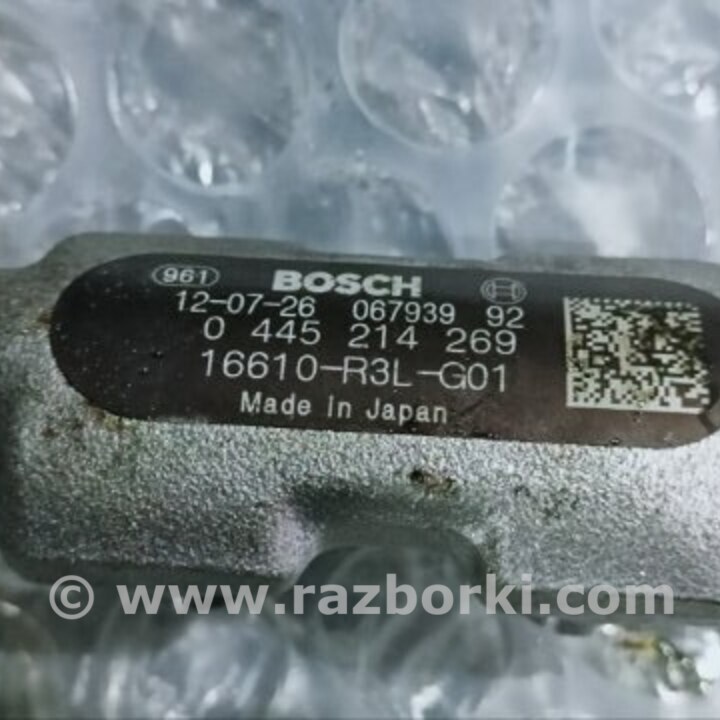 961 BOSCH
12-07-26 067939 92
0 445 214 269
16610-R3L-G01
Made in Japan
© www.razborki.com